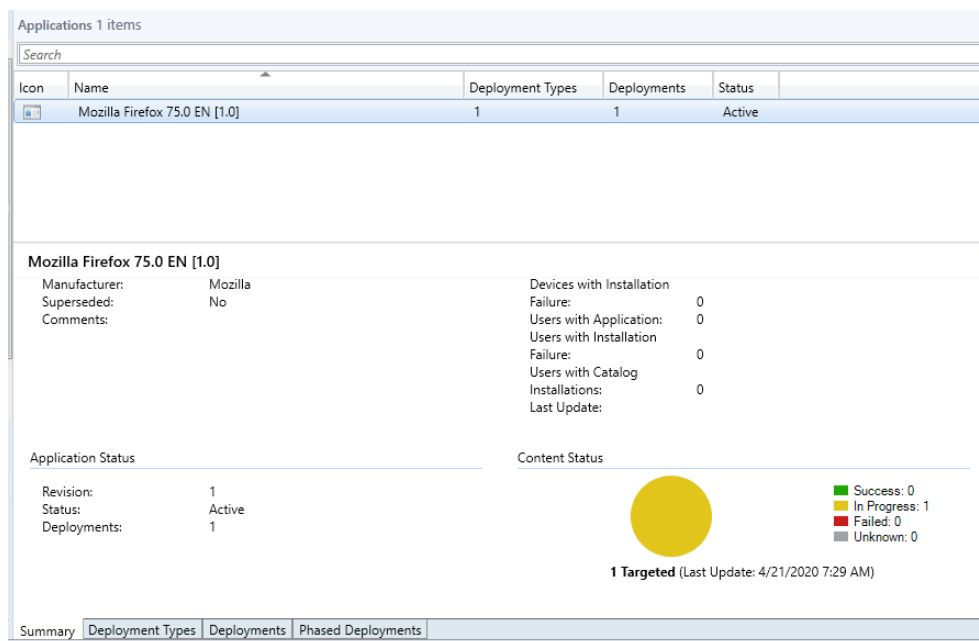 Applications 1 items
Search
Icon Name Deployment Types Deployments Status
Mozilla Firefox 75.0 EN [1.0] 1 1 Active
Mozilla Firefox 75.0 EN [1.0]
Manufacturer: Mozilla
Superseded: No
Comments:
Devices with Installation
Failure: 0
Users with Application: 0
Users with Installation
Failure: 0
Users with Catalog
Installations: 0
Last Update:
Application Status
Revision: 1
Status: Active
Deployments: 1
Content Status
Success: 0
In Progress: 1
Failed: 0
Unknown: 0
1 Targeted (Last Update: 4/21/2020 7:29 AM)
Summary Deployment Types Deployments Phased Deployments